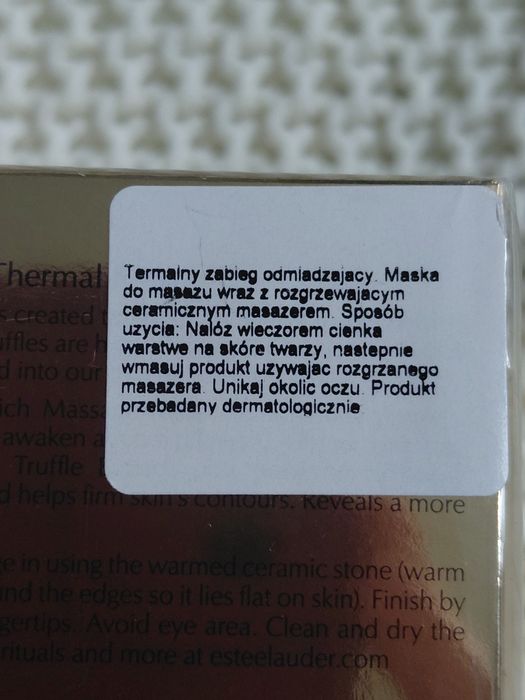 Termalny zabieg odmladzajacy. Maska
do masazu wraz z rozgrzewajacym
ceramicznym masazerem. Sposób
uzycia: Nalóz wieczorem cienka
warstwe na skóre twarzy, nastepnie
wmasuj produkt uzywajac rozgrzanego
masazera. Unikaj okolic oczu. Produkt
przebadany dermatologicznie
Thermal
s created
uffles are
d into our
ich Massa
awaken a
Truffle
d helps firm skin's contours. Reveals a more
ge in using the warmed ceramic stone (warm
und the edges so it lies flat on skin). Finish by
gertips. Avoid eye area. Clean and dry the
rituals and more at esteelauder.com